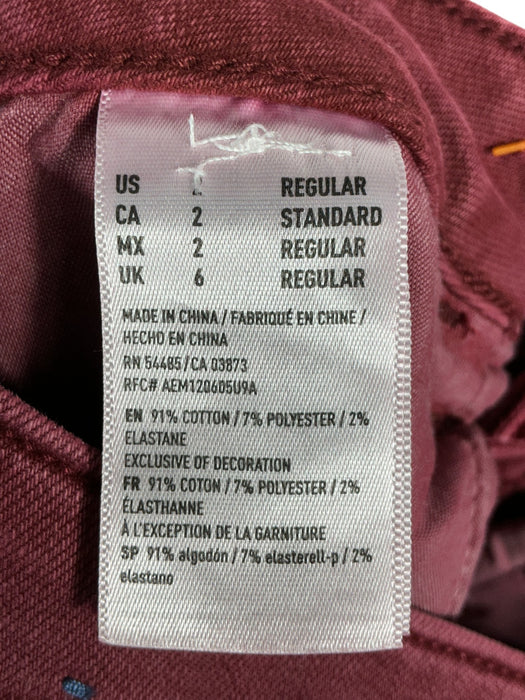 US REGULAR
CA 2 STANDARD
MX 2 REGULAR
UK 6 REGULAR
MADE IN CHINA / FABRIQUÉ EN CHINE /
HECHO EN CHINA
RN 54485/CA 03873
RFC# AEM120605U9A
EN 91% COTTON / 7% POLYESTER / 2%
ELASTANE
EXCLUSIVE OF DECORATION
FR 91% COTON / 7% POLYESTER / 2%
ÉLASTHANNE
À L'EXCEPTION DE LA GARNITURE
SP 91% algodón / 7% elasterell-p / 2%
elastano